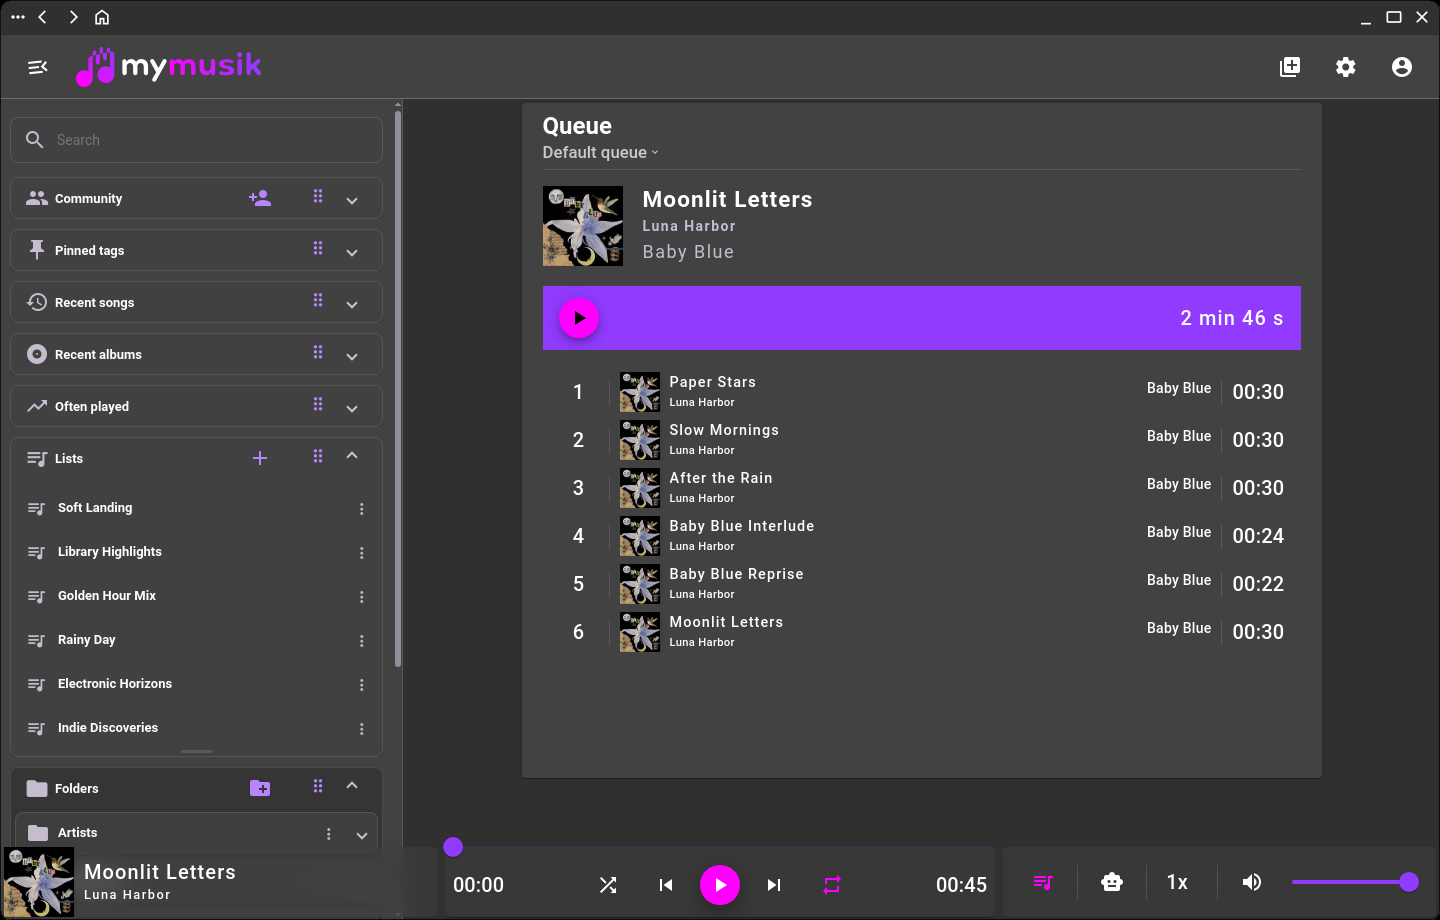 mymusik
Search
Community
Pinned tags
Recent songs
Recent albums
Often played
Lists
Soft Landing
Library Highlights
Golden Hour Mix
Rainy Day
Electronic Horizons
Indie Discoveries
Folders
Artists
Queue
Default queue
Moonlit Letters
Luna Harbor
Baby Blue
2 min 46 s
1 Paper Stars Baby Blue 00:30
Luna Harbor
2 Slow Mornings Baby Blue 00:30
Luna Harbor
3 After the Rain Baby Blue 00:30
Luna Harbor
4 Baby Blue Interlude Baby Blue 00:24
Luna Harbor
5 Baby Blue Reprise Baby Blue 00:22
Luna Harbor
6 Moonlit Letters Baby Blue 00:30
Luna Harbor
Moonlit Letters
Luna Harbor
00:00
00:45
1x